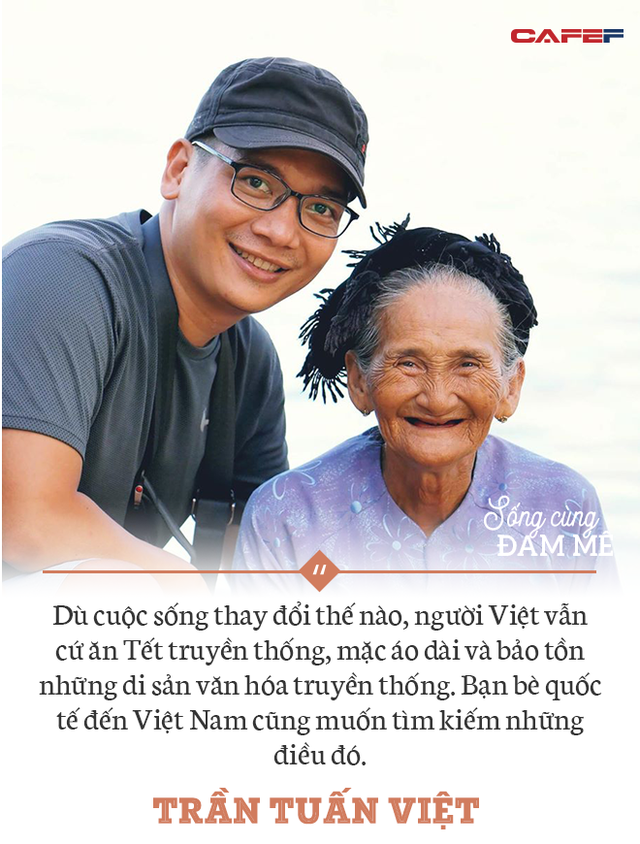 CAFEF
Sống cùng
ĐAM MÊ
"
Dù cuộc sống thay đổi thế nào, người Việt vẫn
cứ ăn Tết truyền thống, mặc áo dài và bảo tồn
những di sản văn hóa truyền thống. Bạn bè quốc
tế đến Việt Nam cũng muốn tìm kiếm những
điều đó.
TRẦN TUẤN VIỆT